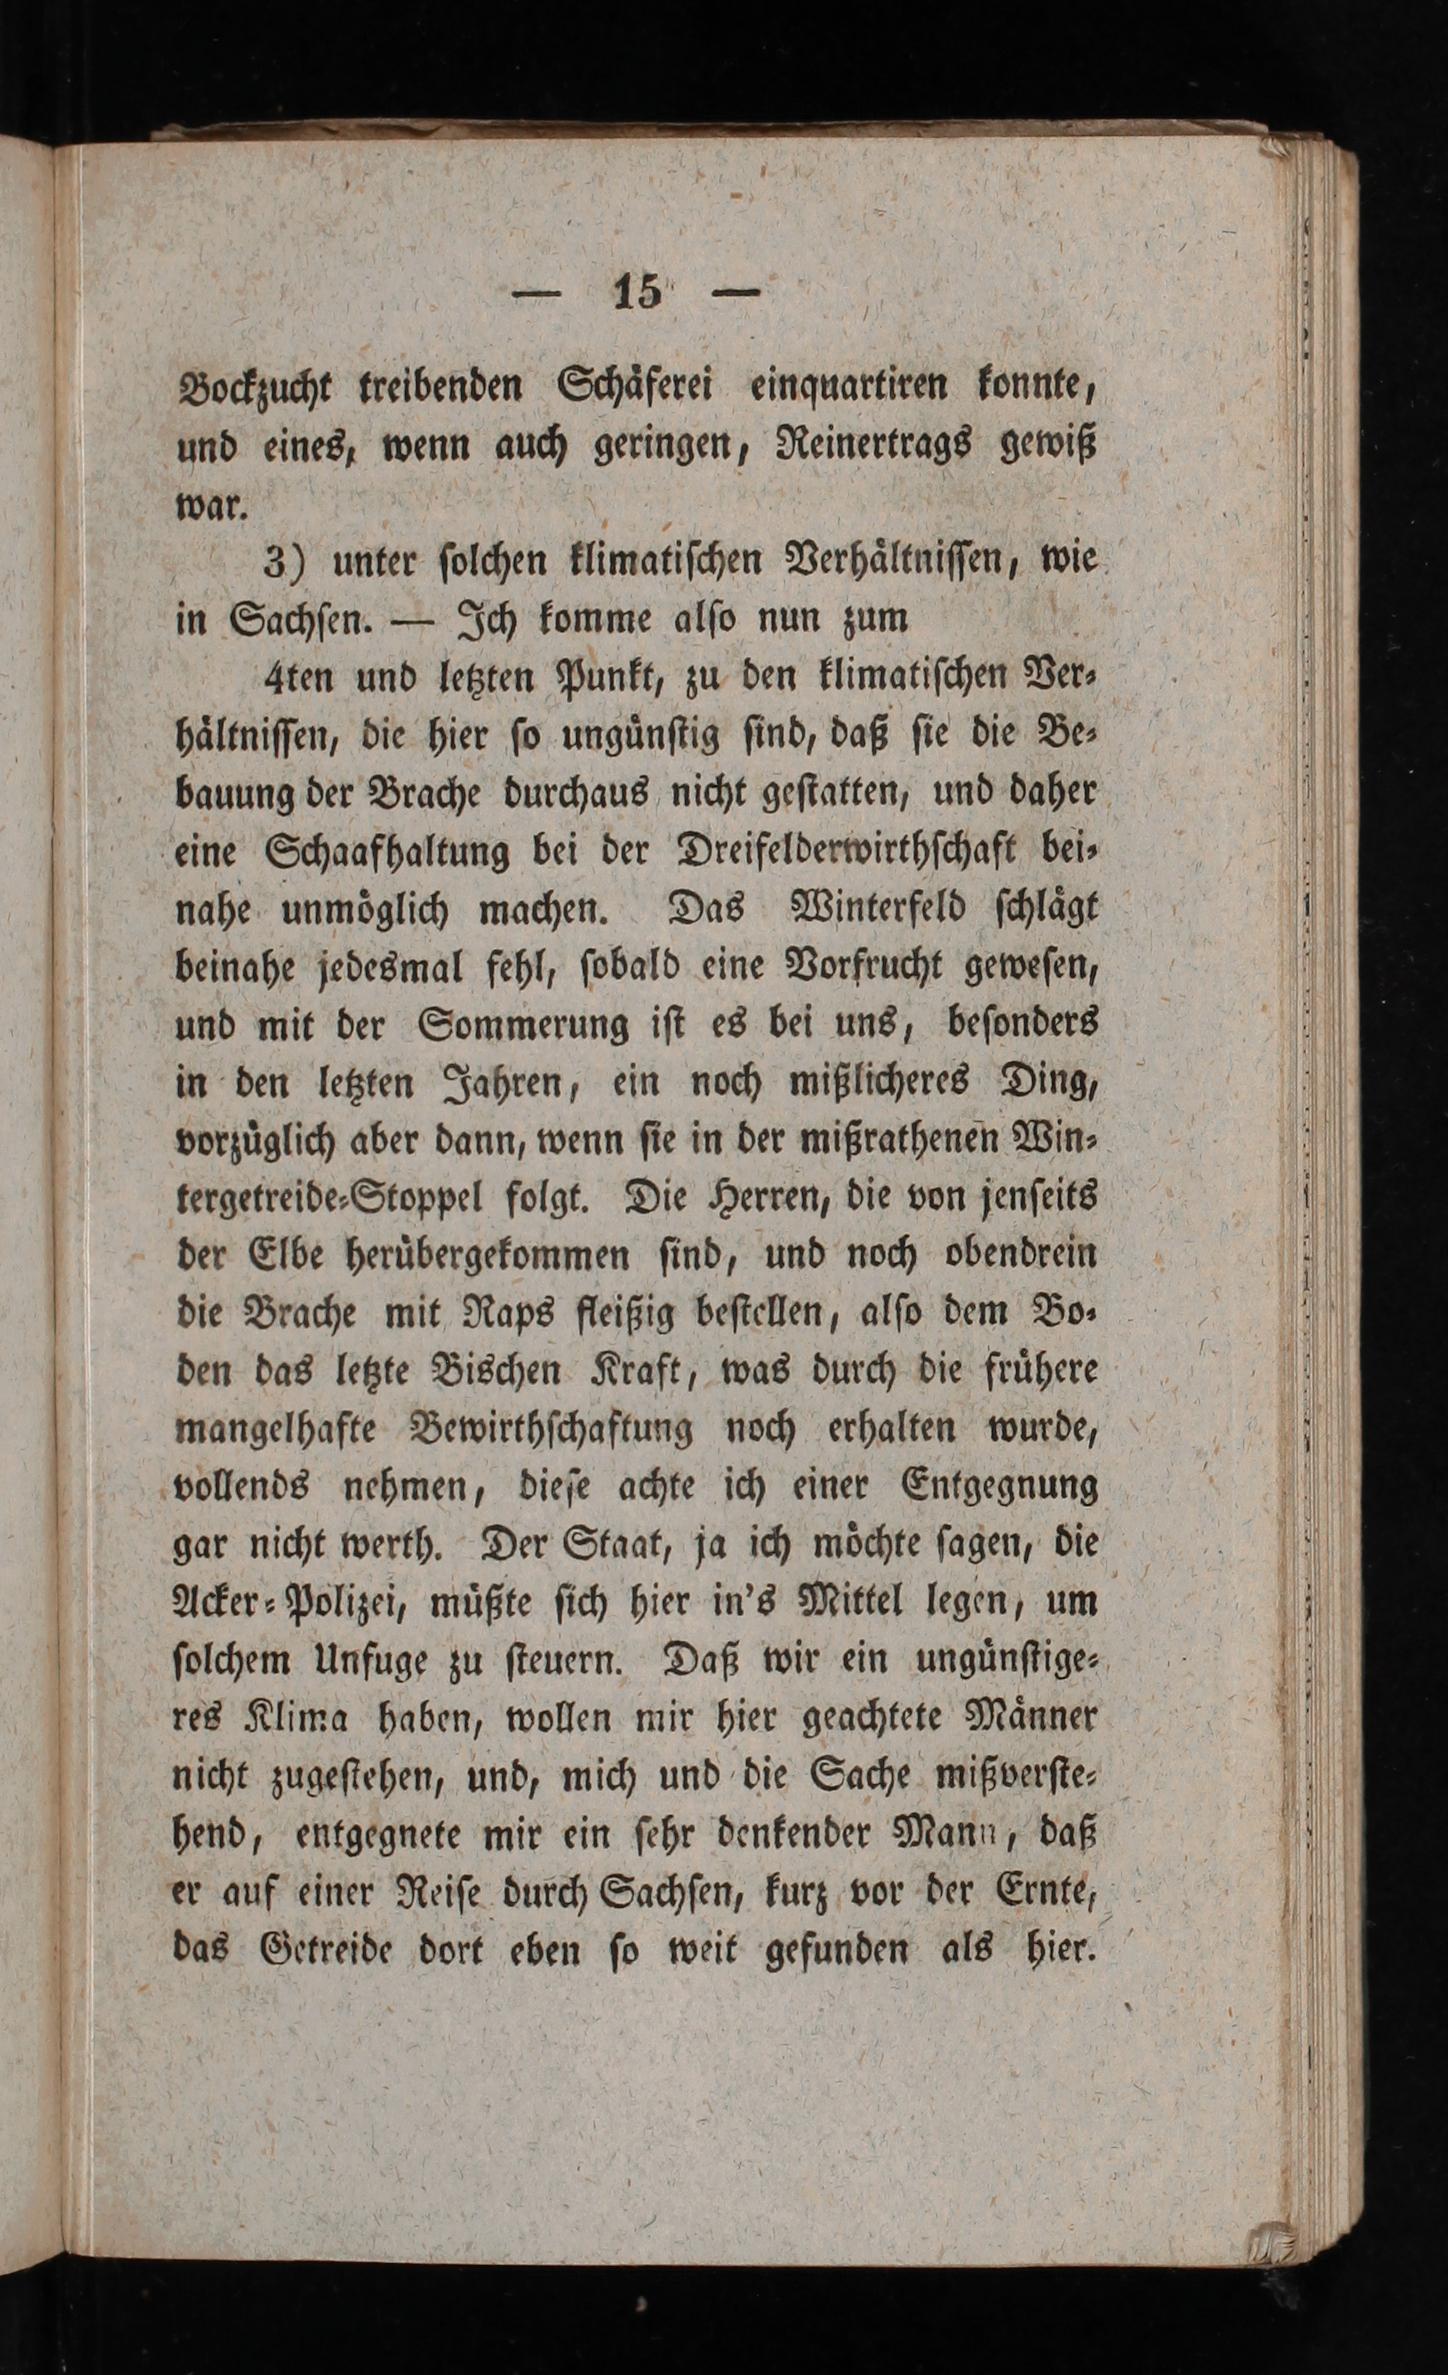 — 15 —
Bockzucht treibenden Schäferei einquartiren konnte,
und eines, wenn auch geringen, Reinertrags gewiß
war.
3) unter solchen klimatischen Verhältnissen, wie
in Sachsen. — Ich komme also nun zum
4ten und letzten Punkt, zu den klimatischen Ver-
hältnissen, die hier so ungünstig sind, daß sie die Be-
bauung der Brache durchaus nicht gestatten, und daher
eine Schaafhaltung bei der Dreifelderwirthschaft bei-
nahe unmöglich machen. Das Winterfeld schlägt
beinahe jedesmal fehl, sobald eine Vorfrucht gewesen,
und mit der Sommerung ist es bei uns, besonders
in den letzten Jahren, ein noch mißlicheres Ding,
vorzüglich aber dann, wenn sie in der mißrathenen Win-
tergetreide-Stoppel folgt. Die Herren, die von jenseits
der Elbe herübergekommen sind, und noch obendrein
die Brache mit Raps fleißig bestellen, also dem Bo-
den das letzte Bischen Kraft, was durch die frühere
mangelhafte Bewirthschaftung noch erhalten wurde,
vollends nehmen, diese achte ich einer Entgegnung
gar nicht werth. Der Staat, ja ich möchte sagen, die
Acker-Polizei, müßte sich hier in's Mittel legen, um
solchem Unfuge zu steuern. Daß wir ein ungünstige-
res Klima haben, wollen mir hier geachtete Männer
nicht zugestehen, und, mich und die Sache mißverste-
hend, entgegnete mir ein sehr denkender Mann, daß
er auf einer Reise durch Sachsen, kurz vor der Ernte,
das Getreide dort eben so weit gefunden als hier.